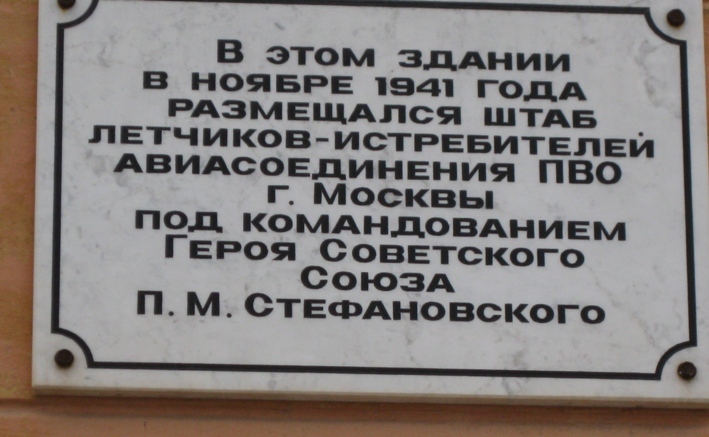 В ЭТОМ ЗДАНИИ
В НОЯБРЕ 1941 ГОДА
РАЗМЕЩАЛСЯ ШТАБ
ЛЕТЧИКОВ-ИСТРЕБИТЕЛЕЙ
АВИАСОЕДИНЕНИЯ ПВО
г. МОСКВЫ
ПОД КОМАНДОВАНИЕМ
ГЕРОЯ СОВЕТСКОГО
СОЮЗА
П. М. СТЕФАНОВСКОГО